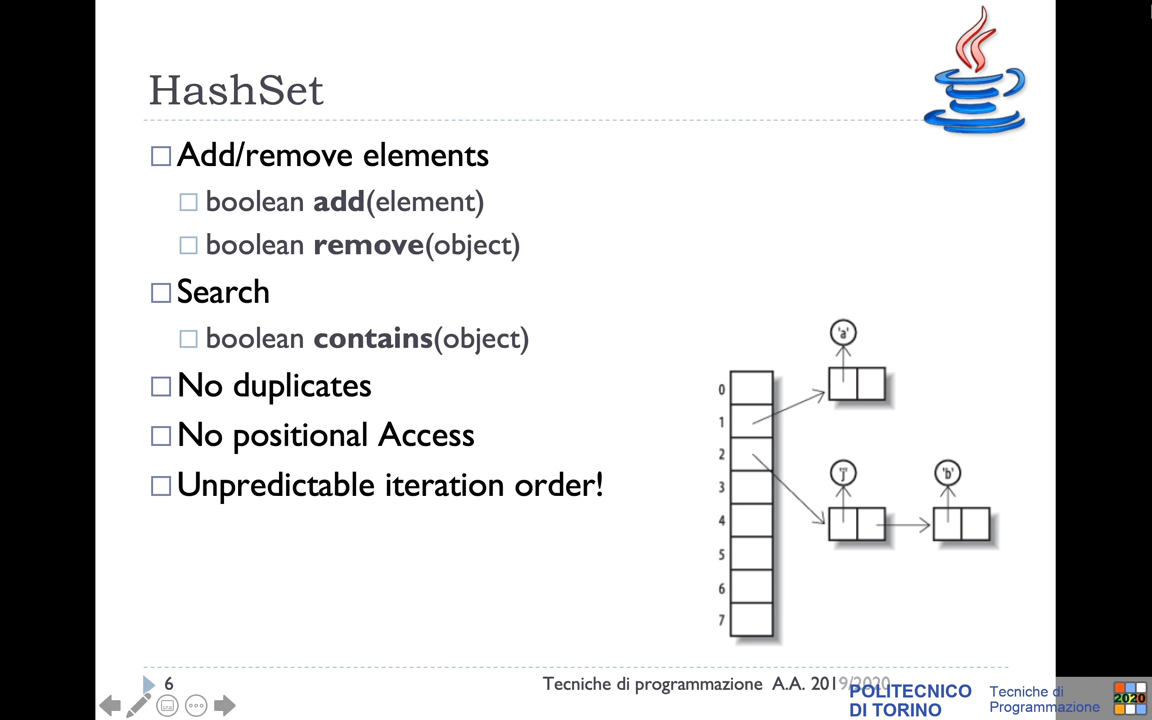 HashSet
Add/remove elements
boolean add(element)
boolean remove(object)
Search
boolean contains(object)
No duplicates
No positional Access
Unpredictable iteration order!
'a'
0
1
2
3
4
5
6
7
'j'
'b'
6
Tecniche di programmazione A.A. 2019/2020
POLITECNICO
DI TORINO
Tecniche di
Programmazione
2020